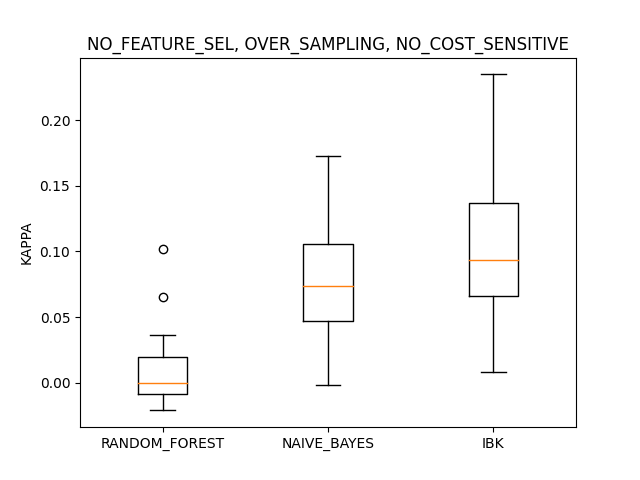 NO_FEATURE_SEL, OVER_SAMPLING, NO_COST_SENSITIVE
0.20
0.15
0.10
0.05
0.00
KAPPA
RANDOM_FOREST
NAIVE_BAYES
IBK